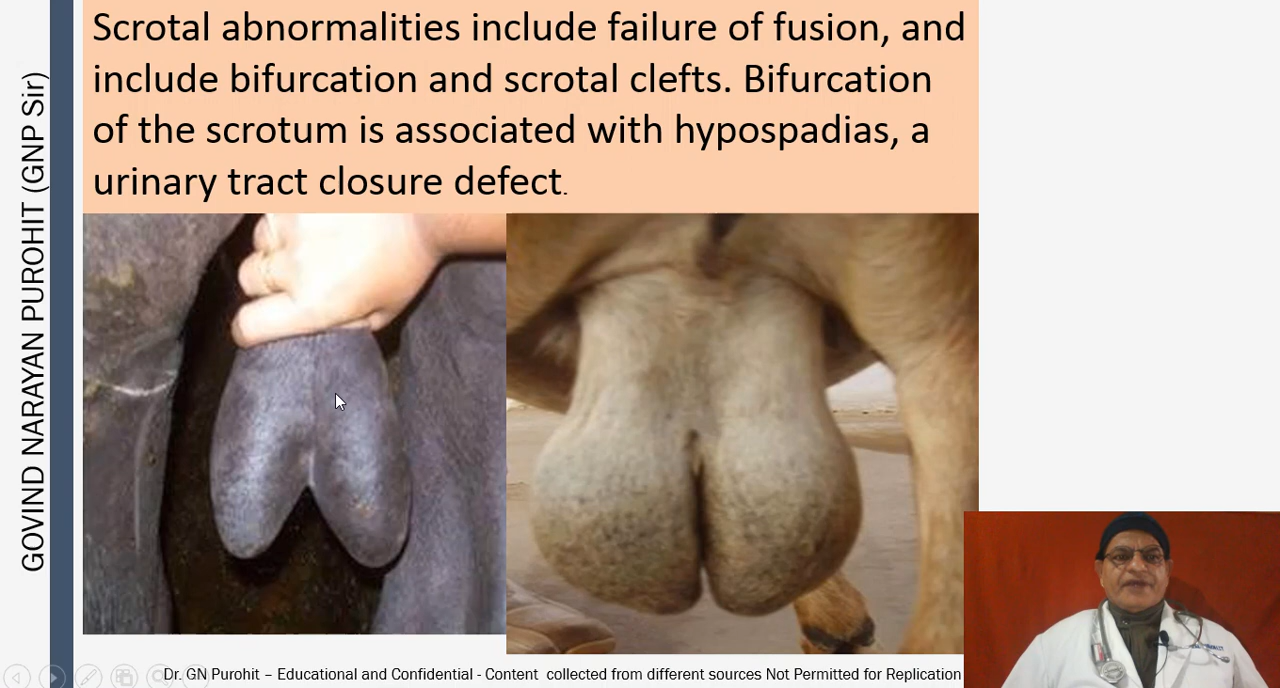 Scrotal abnormalities include failure of fusion, and
include bifurcation and scrotal clefts. Bifurcation
of the scrotum is associated with hypospadias, a
urinary tract closure defect.
GOVIND NARAYAN PUROHIT (GNP Sir)
Dr. GN Purohit – Educational and Confidential - Content collected from different sources Not Permitted for Replication